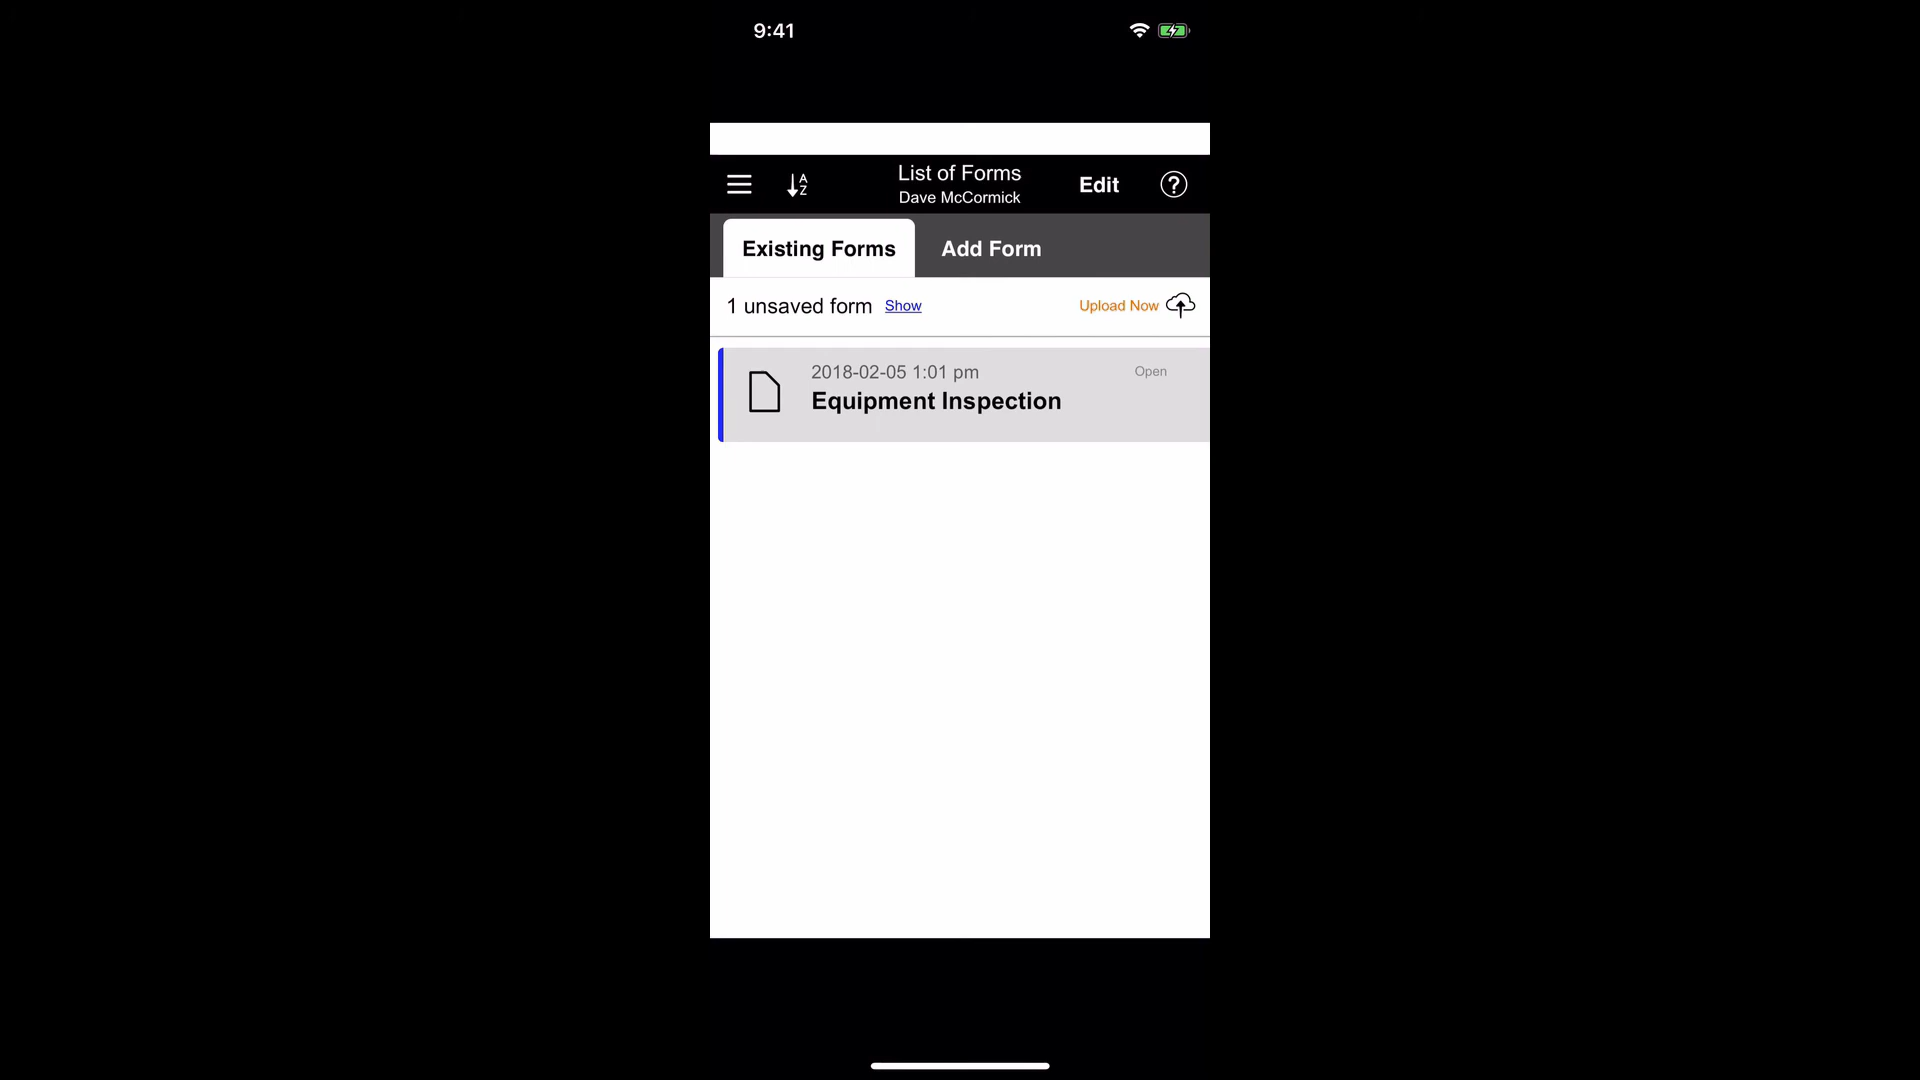 9:41
A
Z
List of Forms
Dave McCormick
Edit
?
Existing Forms
Add Form
1 unsaved form Show
Upload Now
2018-02-05 1:01 pm
Open
Equipment Inspection